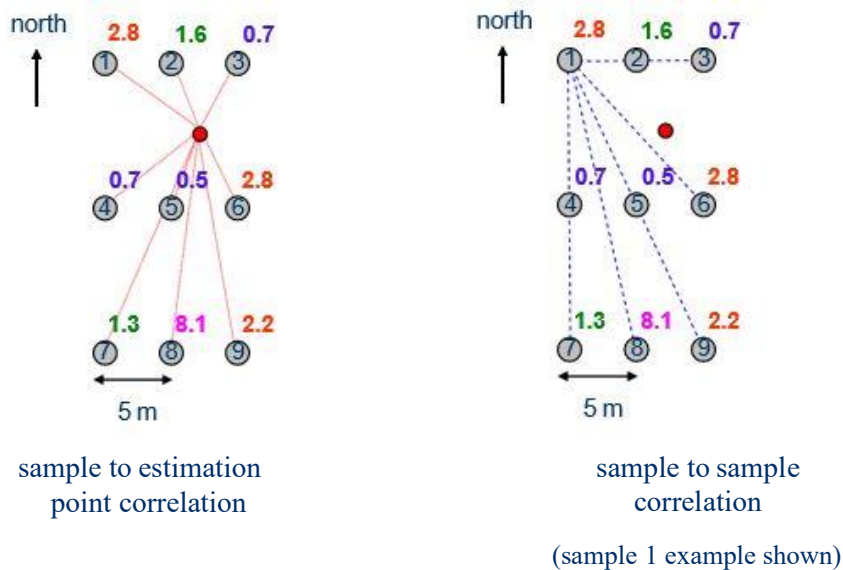 north
2.8 1.6 0.7
1 2 3
0.7 0.5 2.8
4 5 6
1.3 8.1 2.2
7 8 9
5 m
sample to estimation
point correlation
north
2.8 1.6 0.7
1 2 3
0.7 0.5 2.8
4 5 6
1.3 8.1 2.2
7 8 9
5 m
sample to sample
correlation
(sample 1 example shown)